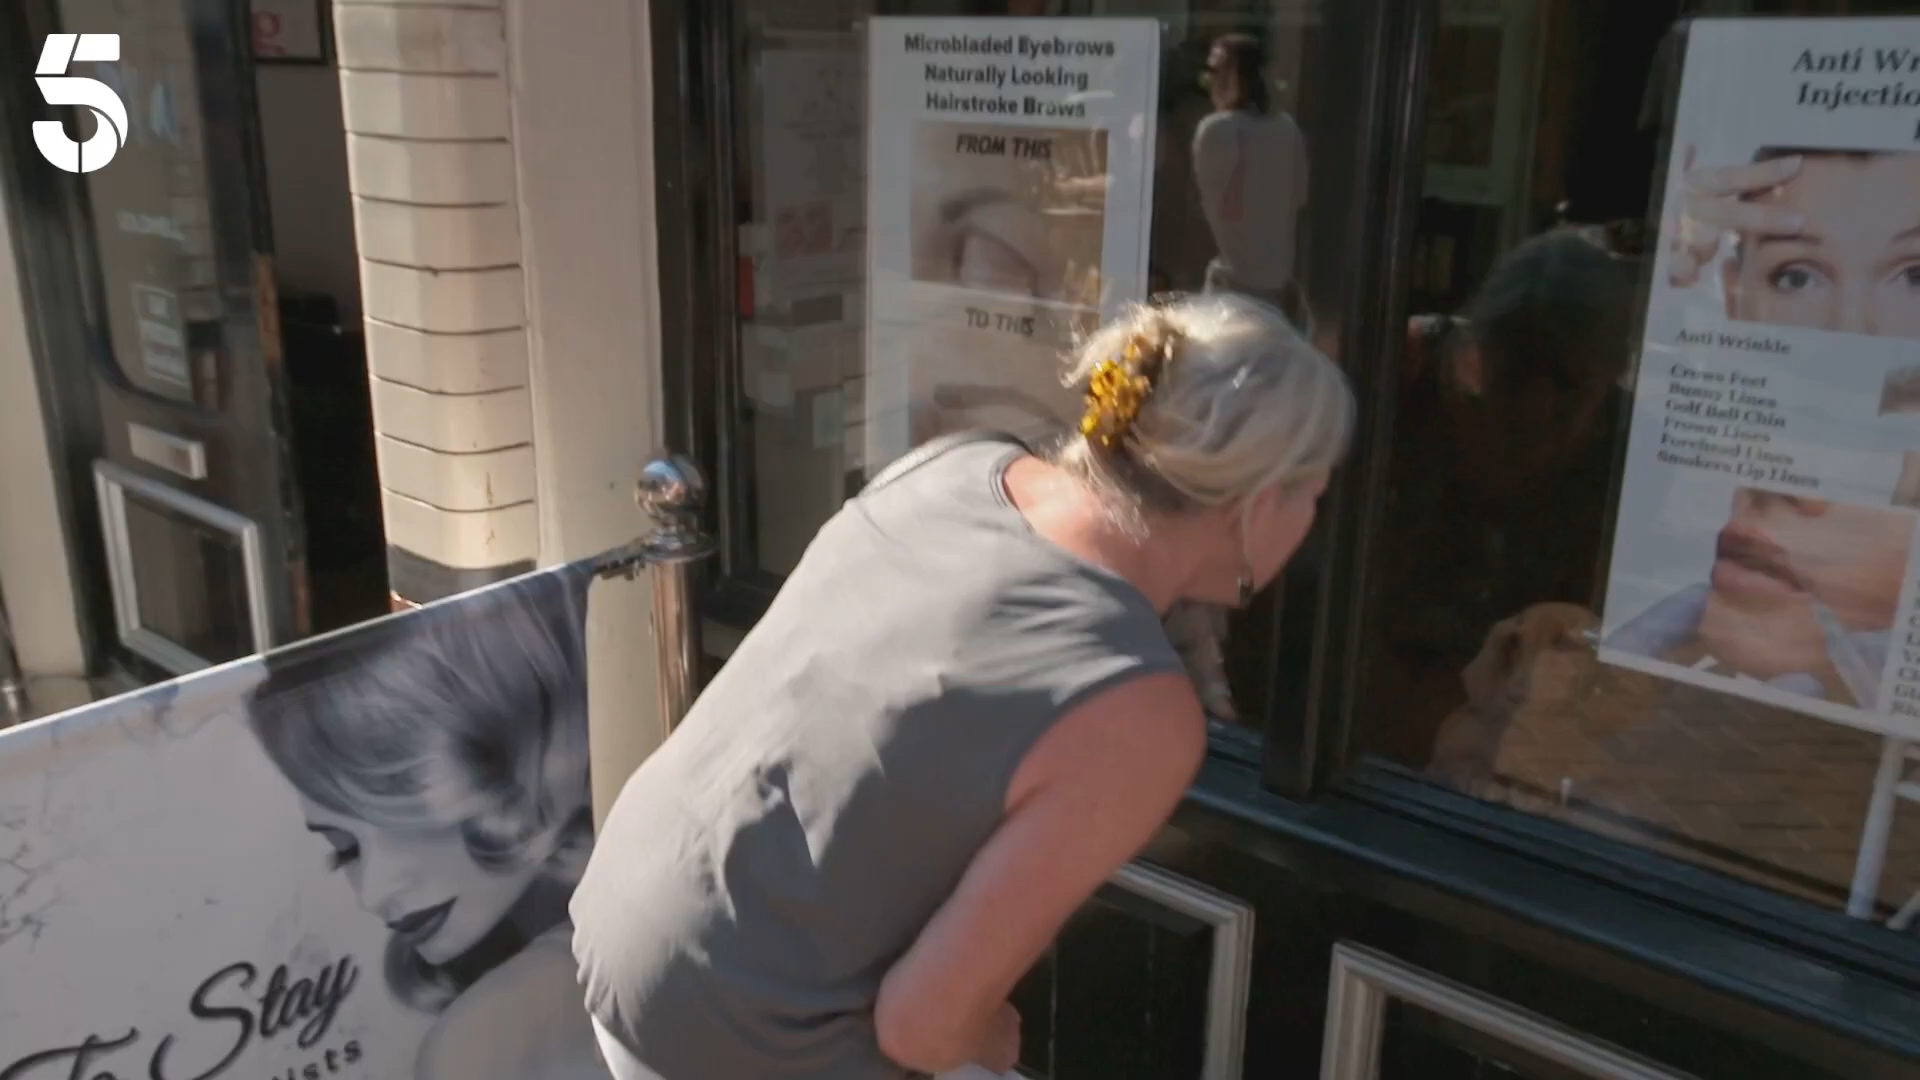 5
Microbladed Eyebrows
Naturally Looking
Hairstroke Brows
FROM THIS
TO THIS
Anti Wr
Injectio
Anti Wrinkle
Crows Feet
Bunny Lines
Golf Ball Chin
Frown Lines
Forehead Lines
Smokers Lip Lines
To Stay